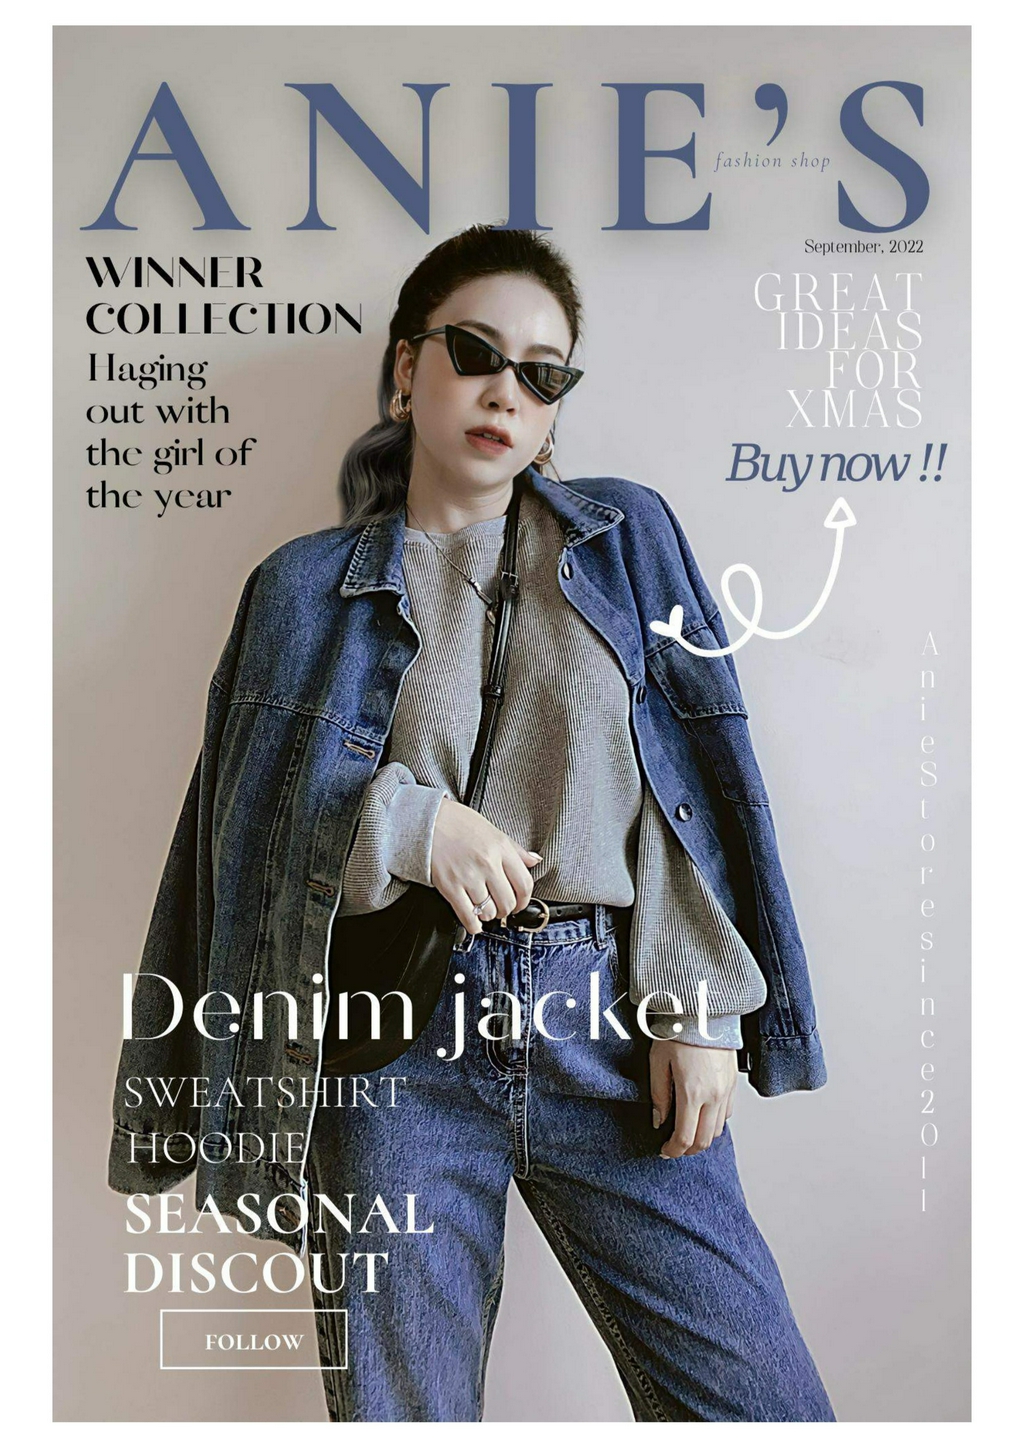 ANIE'S
fashion shop
September, 2022
WINNER
COLLECTION
Haging
out with
the girl of
the year
GREAT
IDEAS
FOR
XMAS
Buy now !!
AnieStoresince2011
Denim jacket
SWEATSHIRT
HOODIE
SEASONAL
DISCOUT
FOLLOW